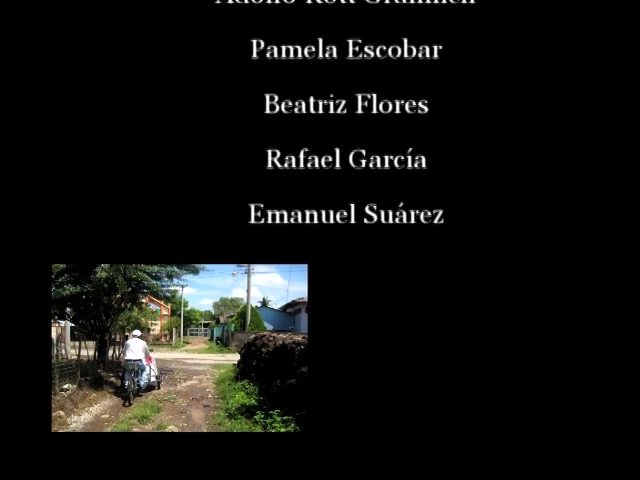 Pamela Escobar
Beatriz Flores
Rafael García
Emanuel Suárez